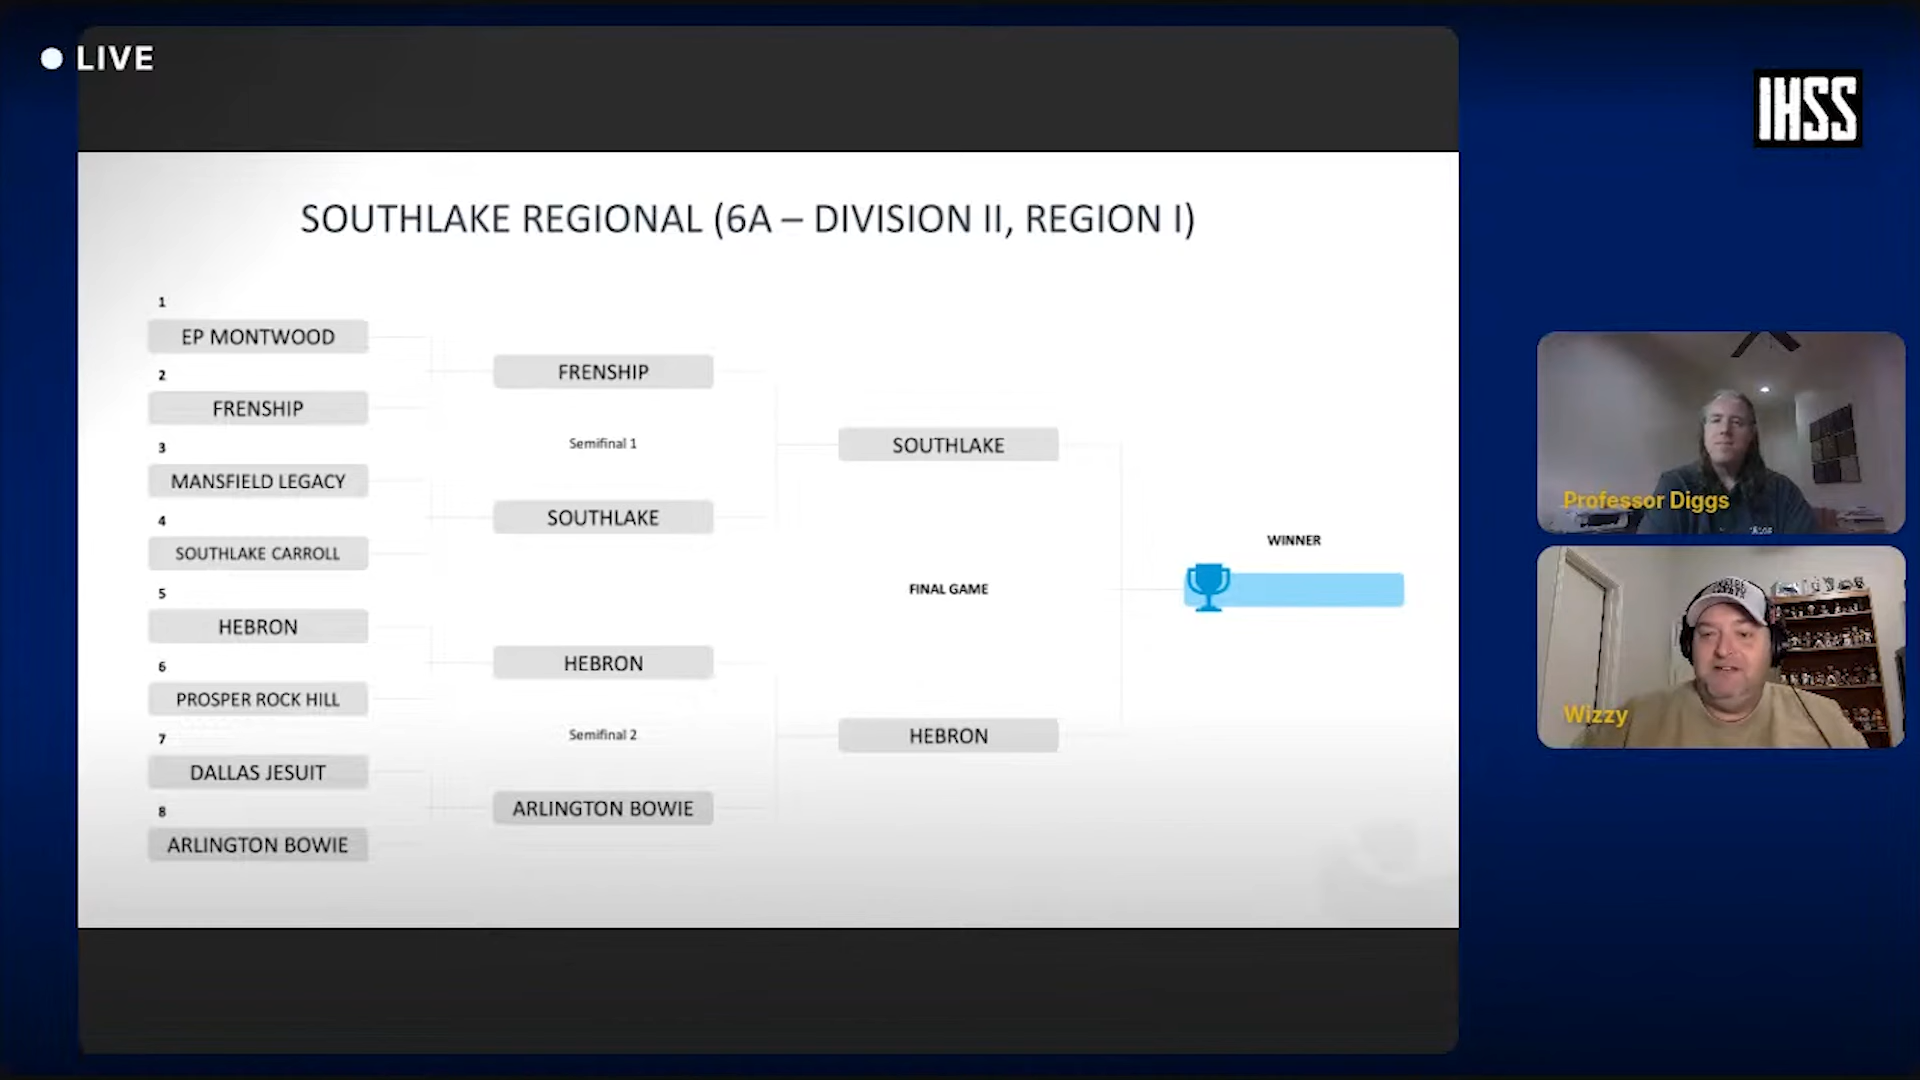 LIVE
IHSS
SOUTHLAKE REGIONAL (6A – DIVISION II, REGION I)
1
EP MONTWOOD
2
FRENSHIP
3
MANSFIELD LEGACY
4
SOUTHLAKE CARROLL
5
HEBRON
6
PROSPER ROCK HILL
7
DALLAS JESUIT
8
ARLINGTON BOWIE
FRENSHIP
Semifinal 1
SOUTHLAKE
HEBRON
Semifinal 2
ARLINGTON BOWIE
SOUTHLAKE
FINAL GAME
HEBRON
WINNER
Professor Diggs
Wizzy